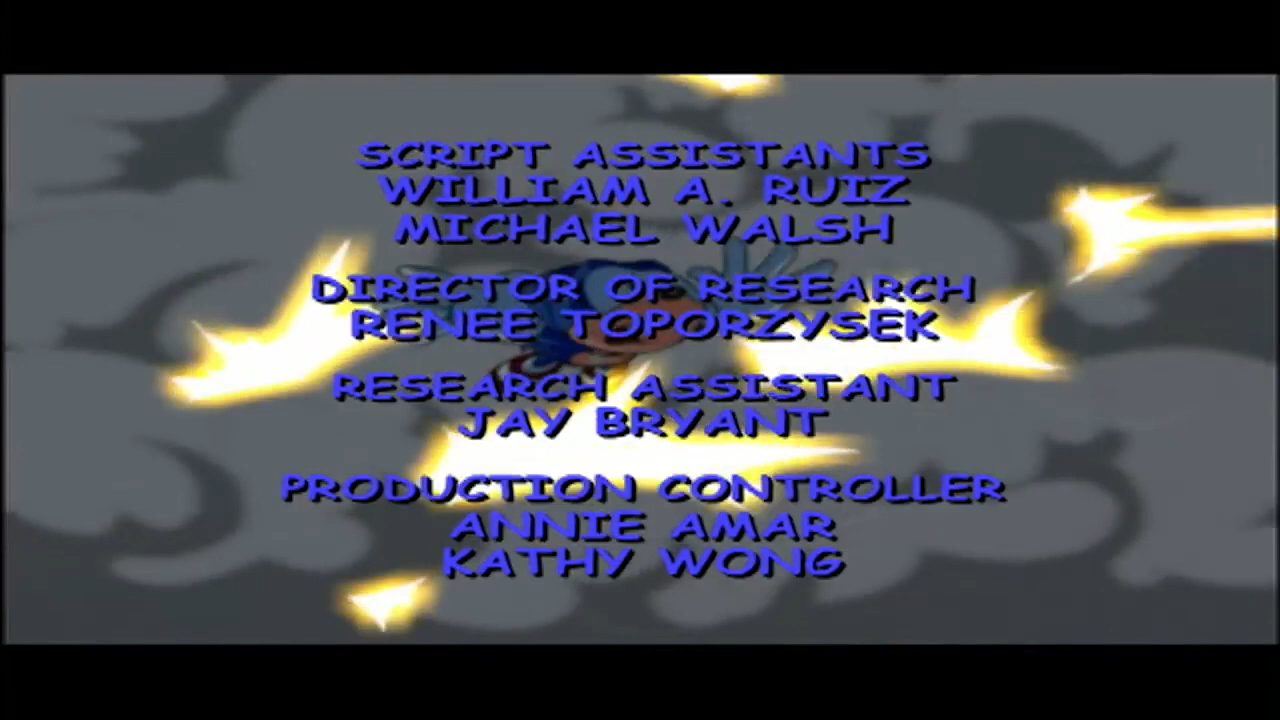 SCRIPT ASSISTANTS
WILLIAM A. RUIZ
MICHAEL WALSH
DIRECTOR OF RESEARCH
RENEE TOPORZYSEK
RESEARCH ASSISTANT
JAY BRYANT
PRODUCTION CONTROLLER
ANNIE AMAR
KATHY WONG